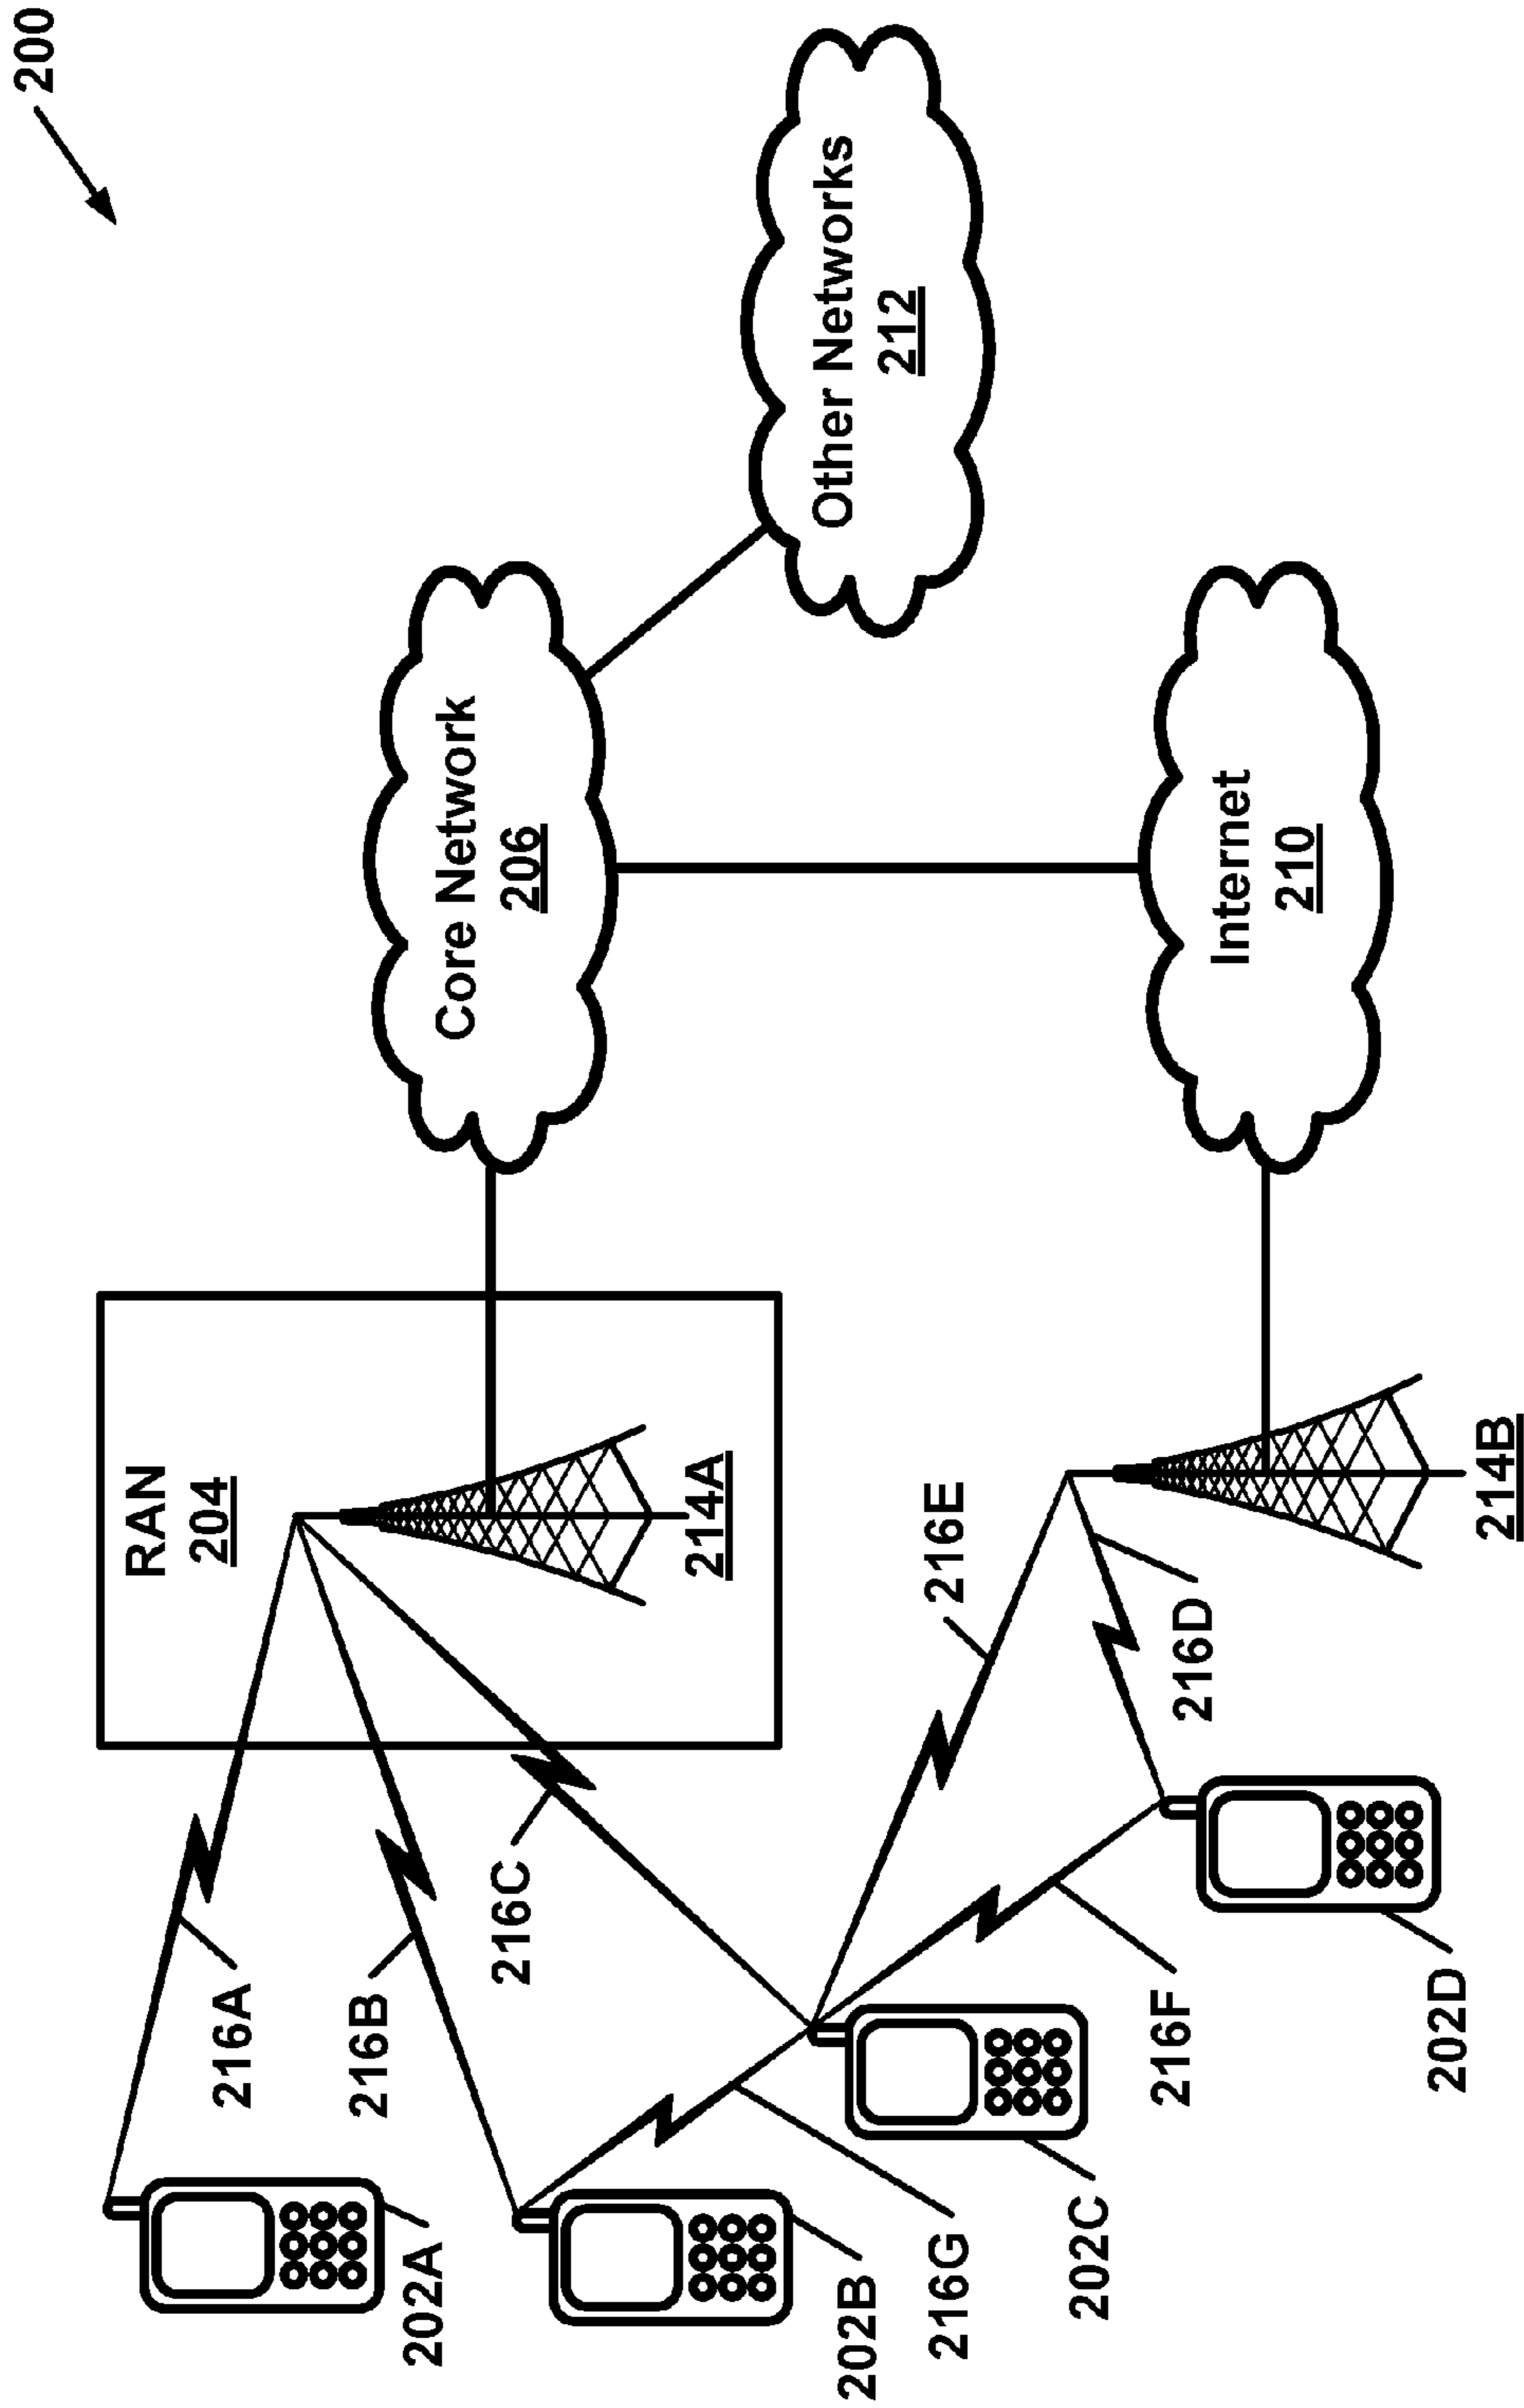 200
RAN
204
214A
Core Network
206
Other Networks
212
Internet
210
214B
216A
216B
216C
216E
216D
216F
216G
202A
202B
202C
202D